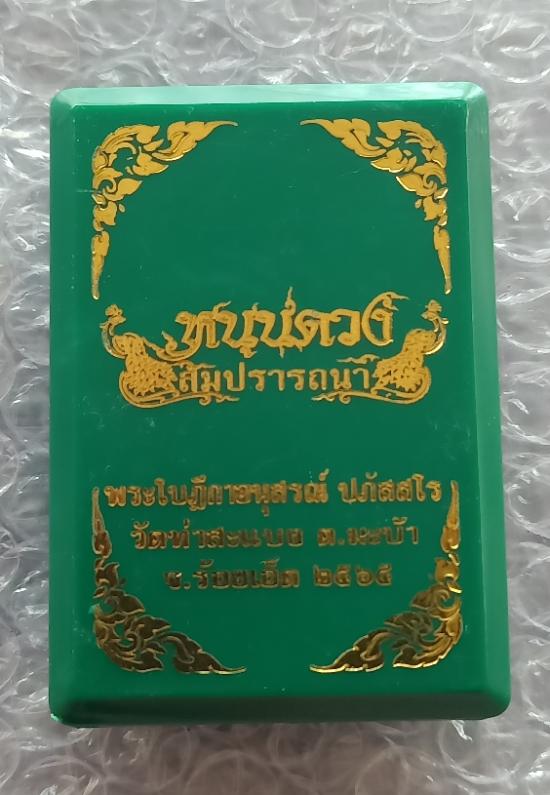 หนุนดวง
สัมปรารถนา
พระใบฎีกาอนุสรณ์ ปภัสสโร
วัดท่าสะแบง ต.มะบ้า
จ.ร้อยเอ็ด ๒๕๖๕